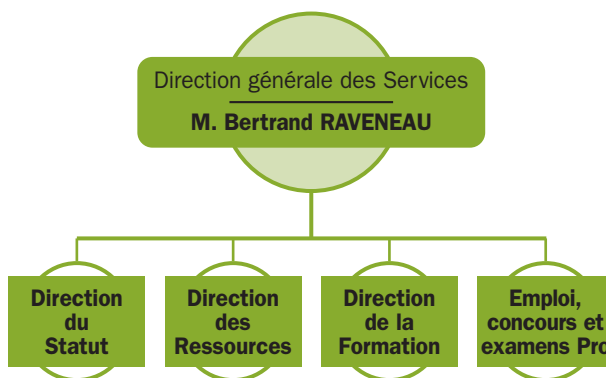 Direction générale des Services
M. Bertrand RAVENEAU
Direction
du
Statut
Direction
des
Ressources
Direction
de la
Formation
Emploi,
concours et
examens Pro